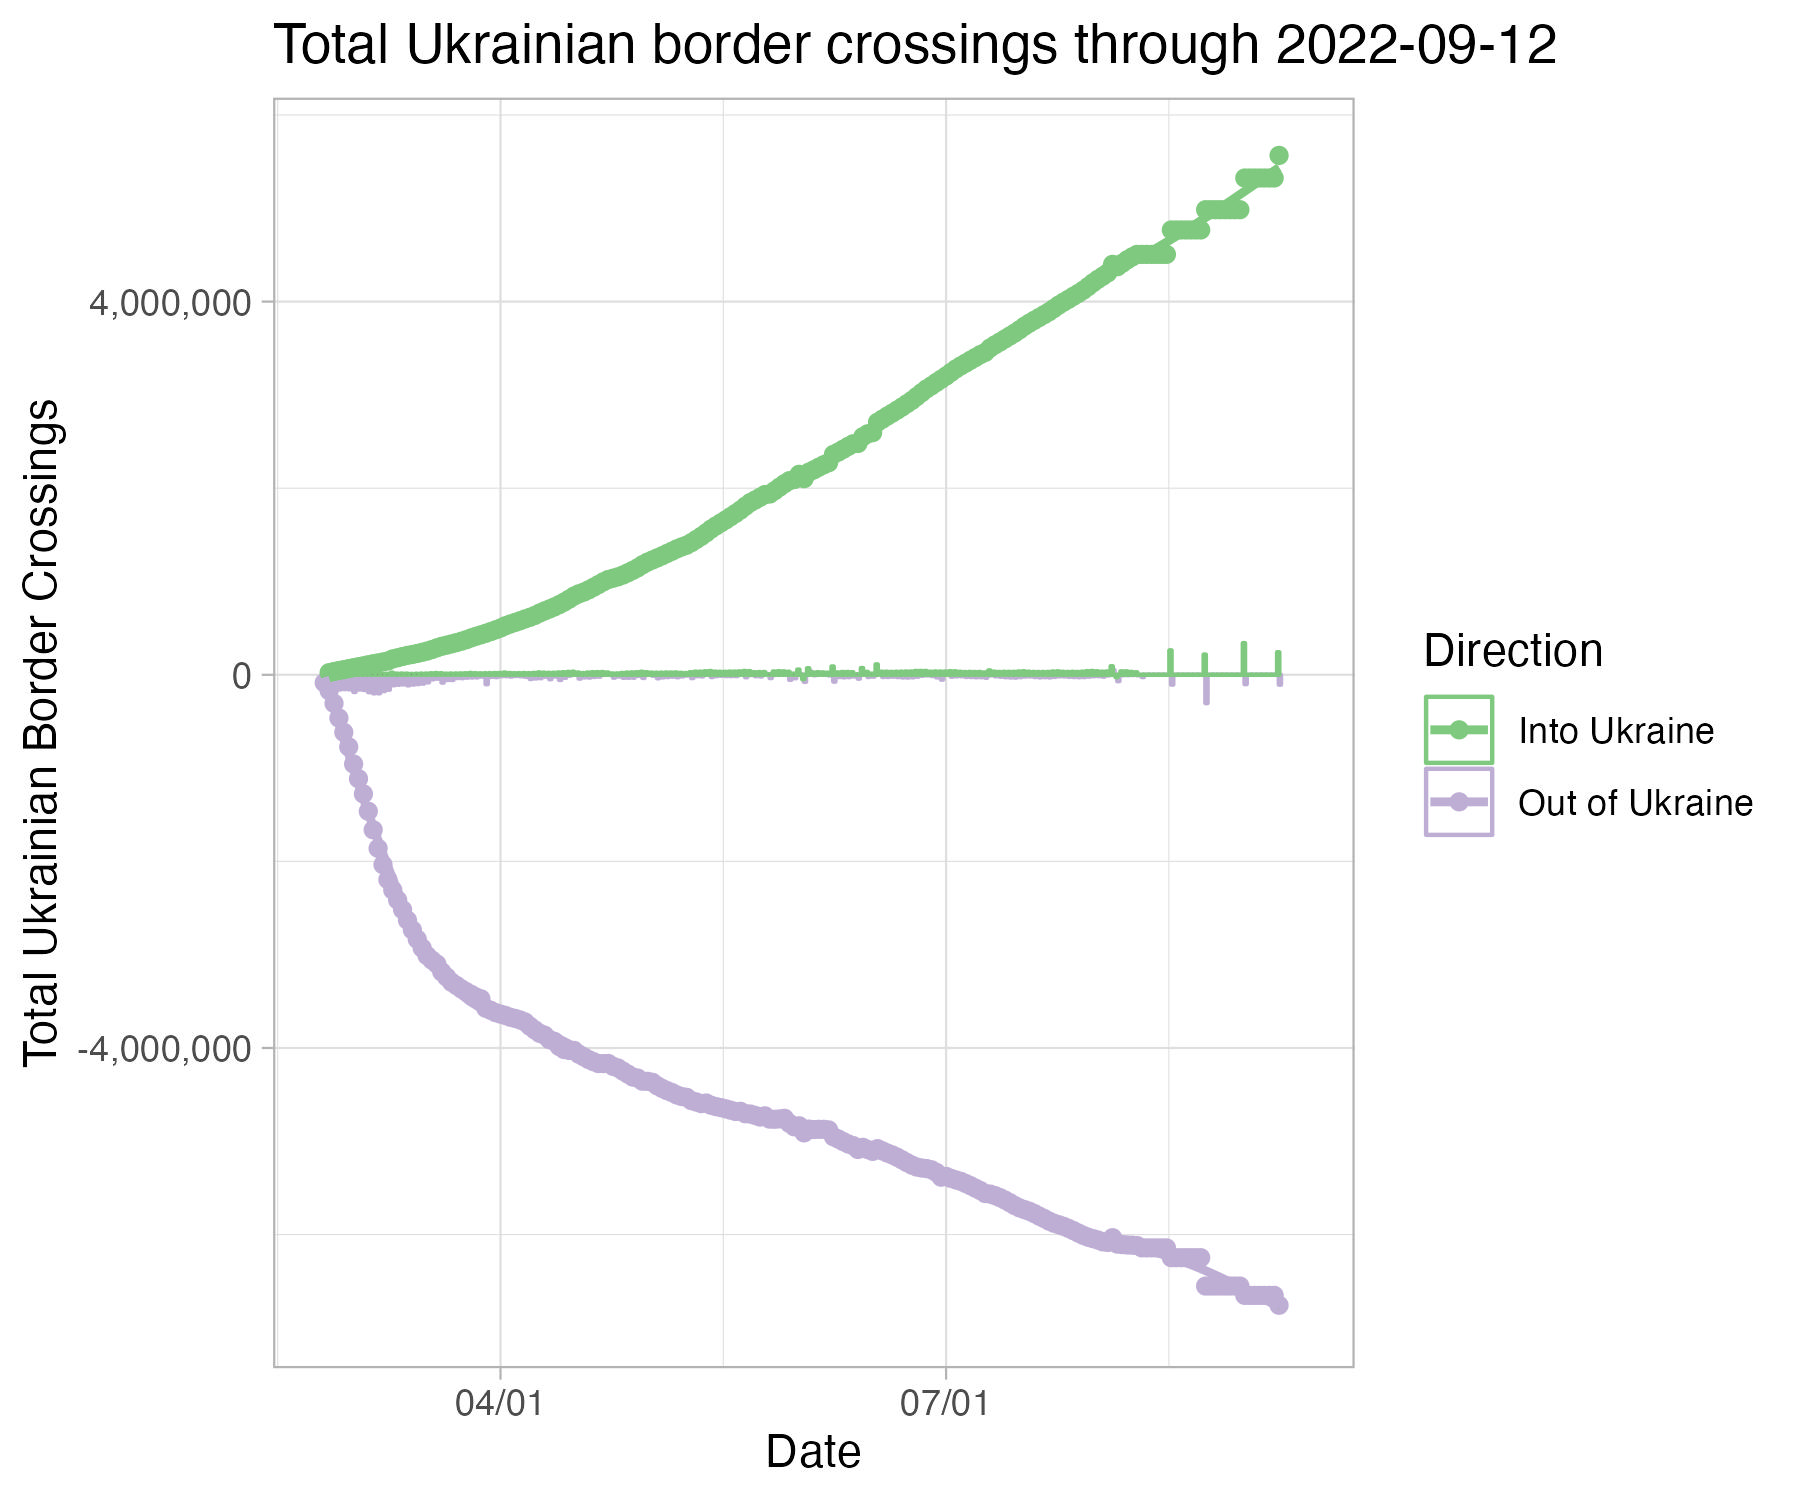 Total Ukrainian border crossings through 2022-09-12
Total Ukrainian Border Crossings
4,000,000
0
-4,000,000
04/01
07/01
Date
Direction
Into Ukraine
Out of Ukraine